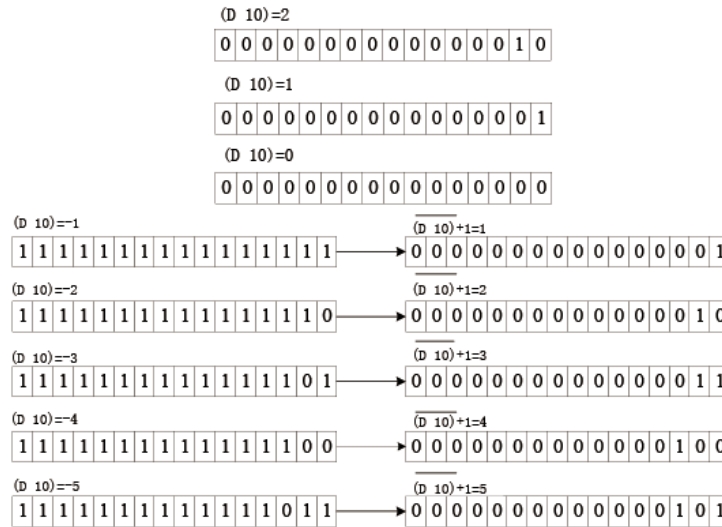 (D 10)=2
0 0 0 0 0 0 0 0 0 0 0 0 0 0 1 0
(D 10)=1
0 0 0 0 0 0 0 0 0 0 0 0 0 0 0 1
(D 10)=0
0 0 0 0 0 0 0 0 0 0 0 0 0 0 0 0
(D 10)=-1 (D 10)+1=1
1 1 1 1 1 1 1 1 1 1 1 1 1 1 1 1 0 0 0 0 0 0 0 0 0 0 0 0 0 0 0 1
(D 10)=-2 (D 10)+1=2
1 1 1 1 1 1 1 1 1 1 1 1 1 1 1 0 0 0 0 0 0 0 0 0 0 0 0 0 0 0 1 0
(D 10)=-3 (D 10)+1=3
1 1 1 1 1 1 1 1 1 1 1 1 1 1 0 1 0 0 0 0 0 0 0 0 0 0 0 0 0 0 1 1
(D 10)=-4 (D 10)+1=4
1 1 1 1 1 1 1 1 1 1 1 1 1 1 0 0 0 0 0 0 0 0 0 0 0 0 0 0 0 1 0 0
(D 10)=-5 (D 10)+1=5
1 1 1 1 1 1 1 1 1 1 1 1 1 0 1 1 0 0 0 0 0 0 0 0 0 0 0 0 0 1 0 1